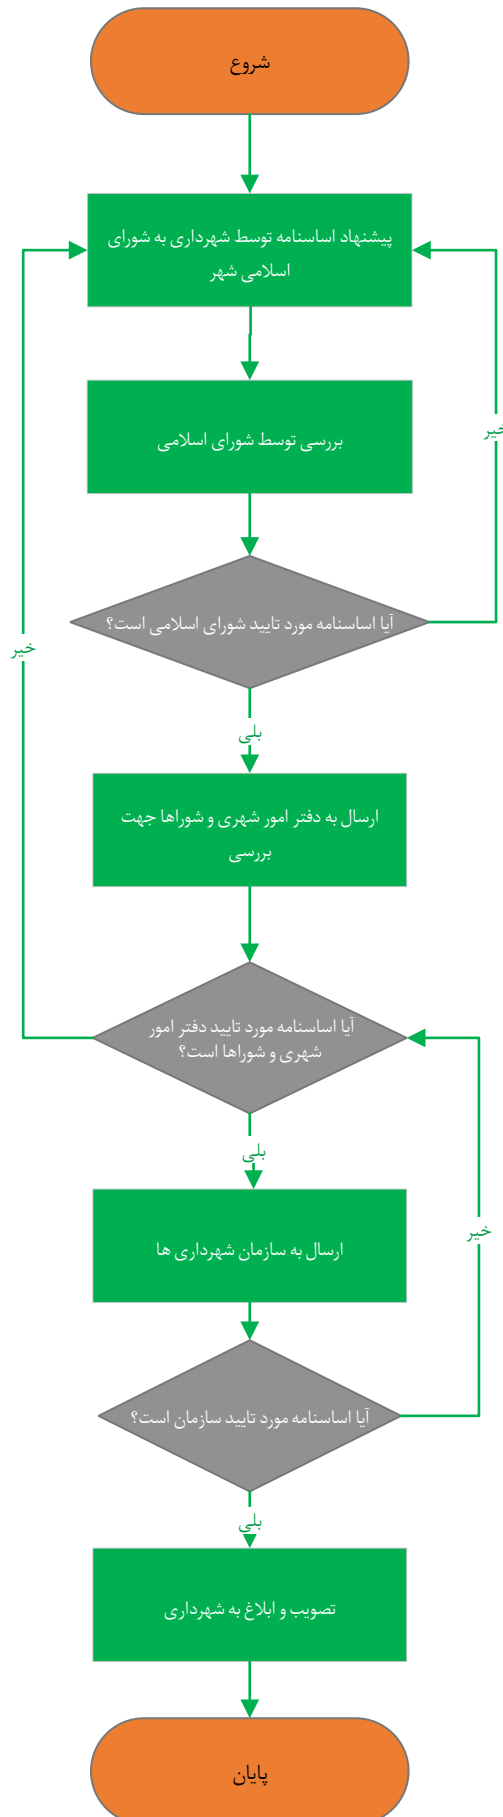 شروع
پیشنهاد اساسنامه توسط شهرداری به شورای
اسلامی شهر
بررسی توسط شورای اسلامی
خیر
آیا اساسنامه مورد تایید شورای اسلامی است؟
خیر
بلی
ارسال به دفتر امور شهری و شوراها جهت
بررسی
آیا اساسنامه مورد تایید دفتر امور
شهری و شوراها است؟
بلی
خیر
ارسال به سازمان شهرداری ها
آیا اساسنامه مورد تایید سازمان است؟
بلی
تصویب و ابلاغ به شهرداری
پایان